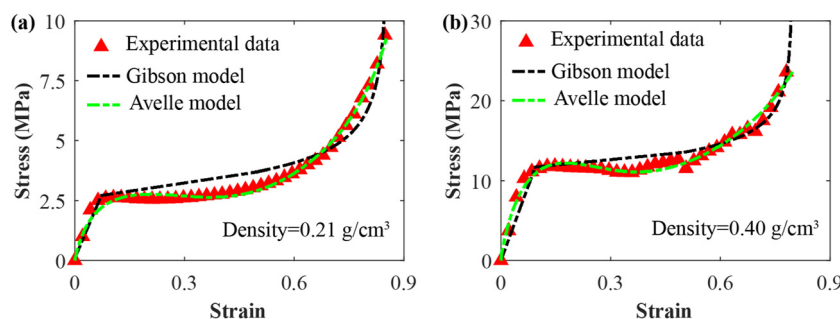 (a)
10
7.5
5
2.5
0
Stress (MPa)
Experimental data
Gibson model
Avelle model
Density=0.21 g/cm³
0 0.3 0.6 0.9
Strain
(b)
30
20
10
0
Stress (MPa)
Experimental data
Gibson model
Avelle model
Density=0.40 g/cm³
0 0.3 0.6 0.9
Strain